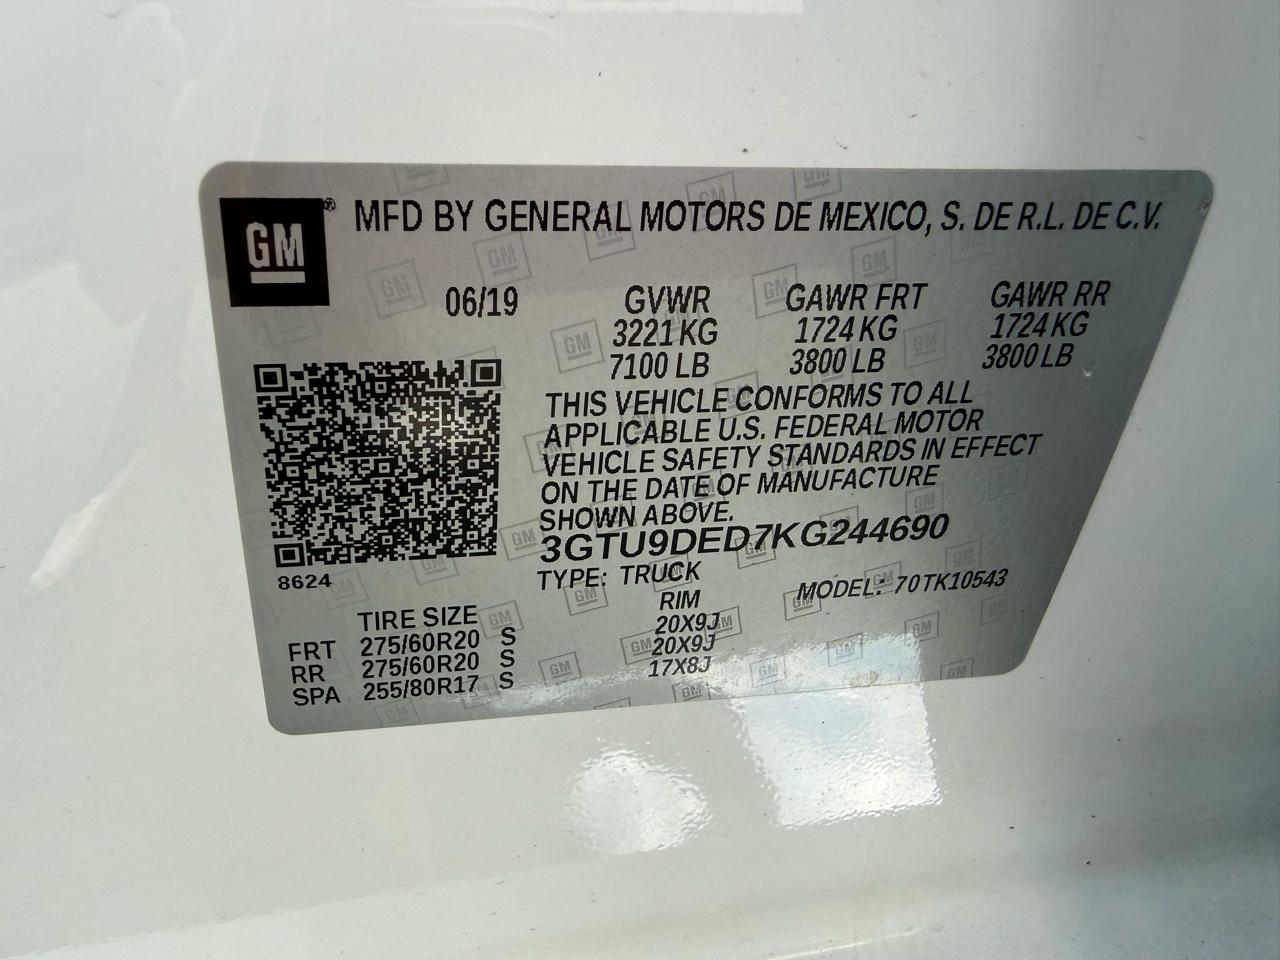 GM ® MFD BY GENERAL MOTORS DE MEXICO, S. DE R.L. DE C.V.
06/19 GVWR GAWR FRT GAWR RR
3221 KG 1724 KG 1724 KG
7100 LB 3800 LB 3800 LB
THIS VEHICLE CONFORMS TO ALL
APPLICABLE U.S. FEDERAL MOTOR
VEHICLE SAFETY STANDARDS IN EFFECT
ON THE DATE OF MANUFACTURE
SHOWN ABOVE.
3GTU9DED7KG244690
8624 TYPE: TRUCK MODEL: 70TK10543
TIRE SIZE RIM
FRT 275/60R20 S 20X9J
RR 275/60R20 S 20X9J
SPA 255/80R17 S 17X8J